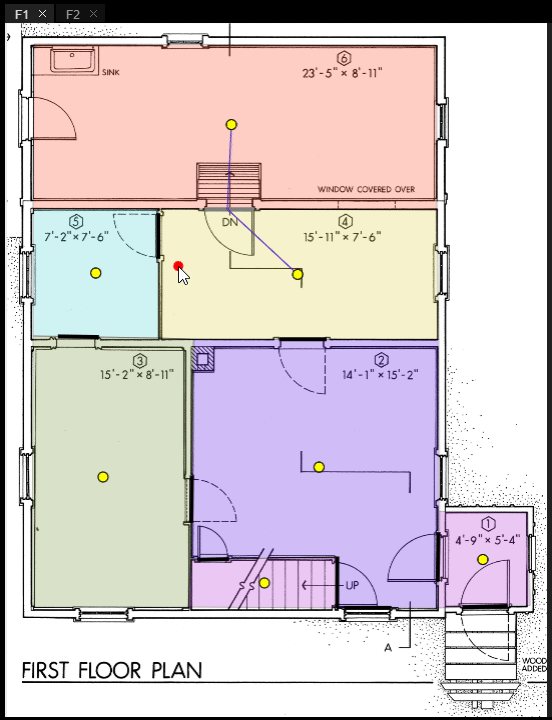 F1 × F2 ×
6
23'-5" × 8'-11"
SINK
WINDOW COVERED OVER
5
7'-2" × 7'-6"
DN
4
15'-11" × 7'-6"
3
15'-2" × 8'-11"
2
14'-1" × 15'-2"
1
4'-9" × 5'-4"
UP
A
FIRST FLOOR PLAN
WOOD
ADDED